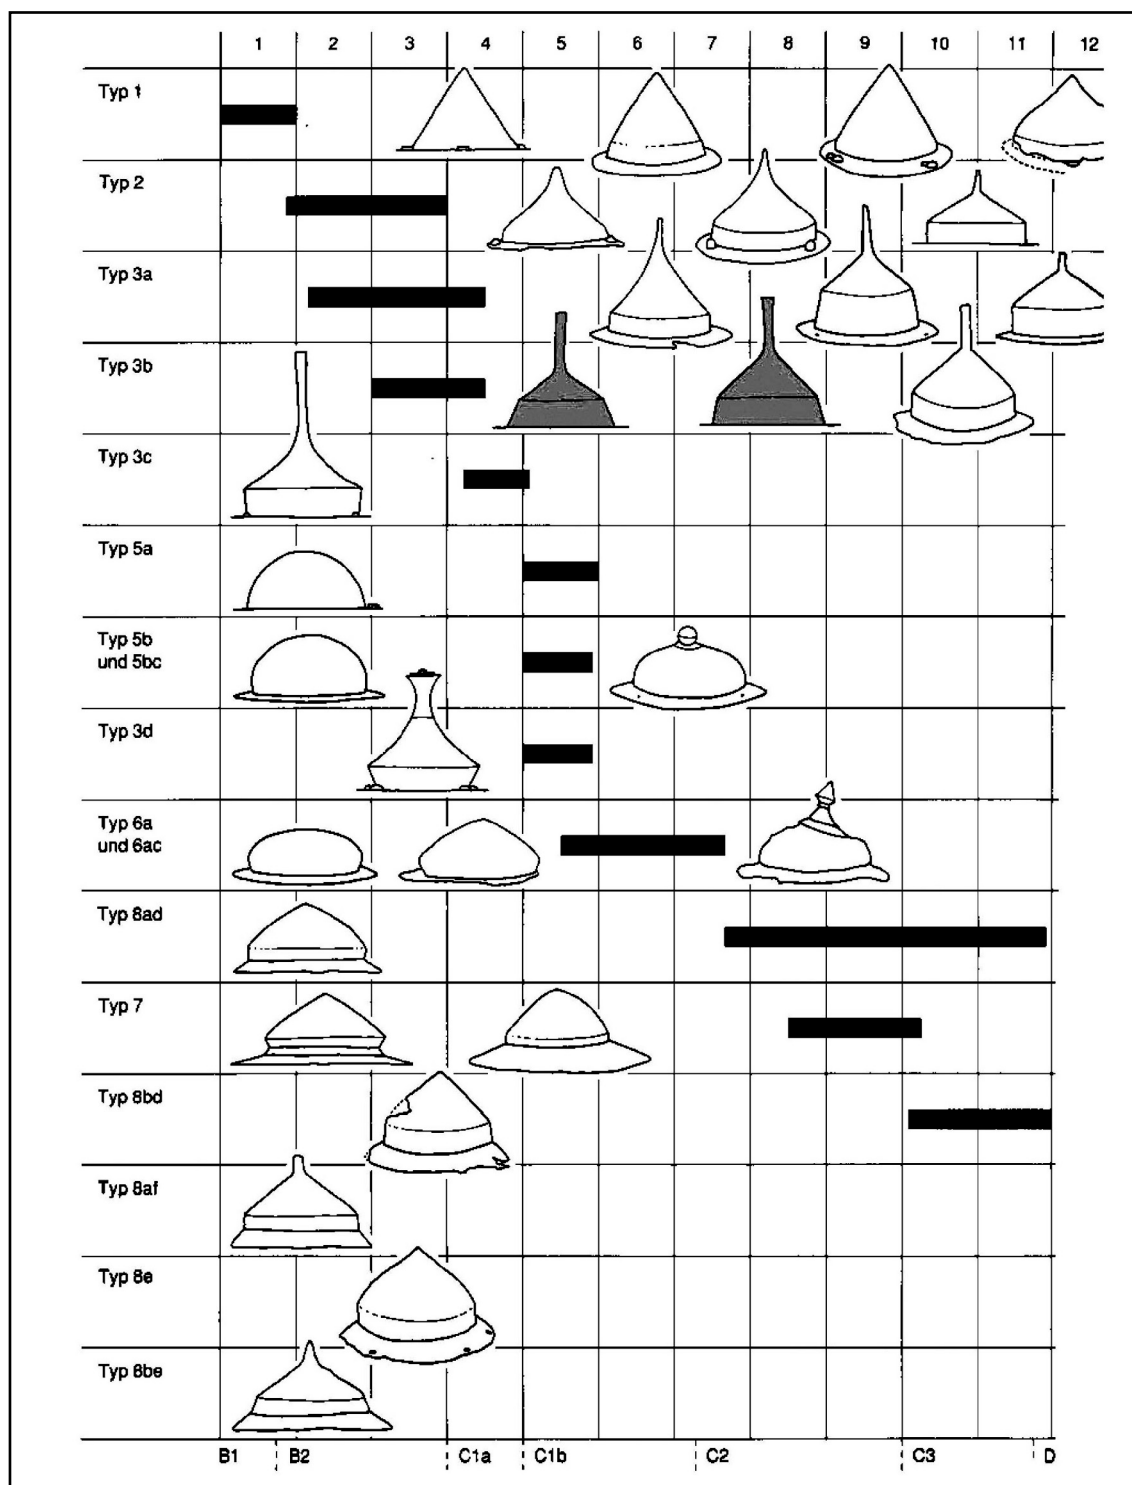 1 2 3 4 5 6 7 8 9 10 11 12
Typ 1
Typ 2
Typ 3a
Typ 3b
Typ 3c
Typ 5a
Typ 5b
und 5bc
Typ 3d
Typ 6a
und 6ac
Typ 8ad
Typ 7
Typ 8bd
Typ 8af
Typ 8e
Typ 8be
B1 B2 C1a C1b C2 C3 D